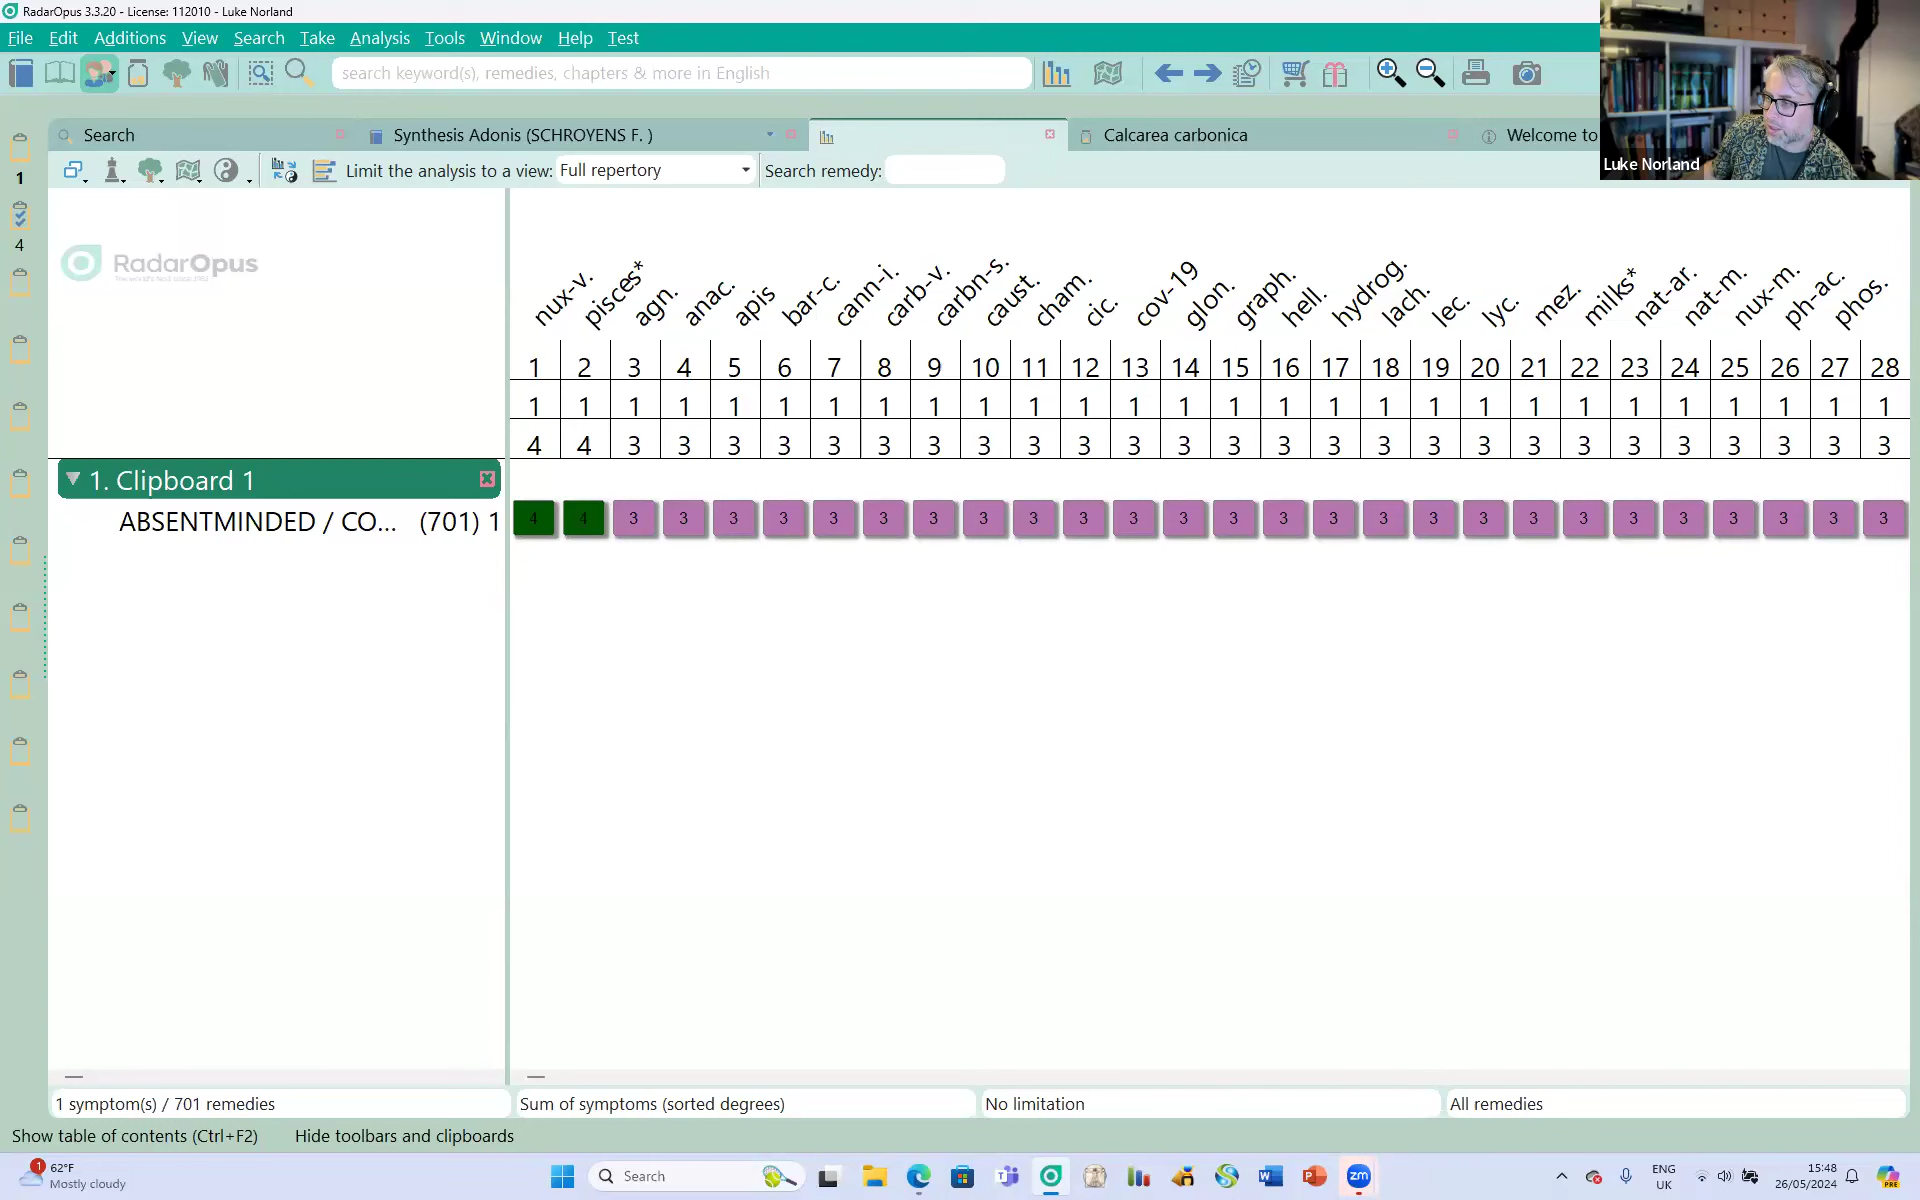 RadarOpus 3.3.20 - License: 112010 - Luke Norland
File Edit Additions View Search Take Analysis Tools Window Help Test
search keyword(s), remedies, chapters & more in English
Search Synthesis Adonis (SCHROYENS F. ) Calcarea carbonica Welcome to
Luke Norland
Limit the analysis to a view: Full repertory Search remedy:
1
4
RadarOpus
nux-v. pisces* agn. anac. apis bar-c. cann-i. carb-v. carbn-s. caust. cham. cic. cov-19 glon. graph. hell. hydrog. lach. lec. lyc. mez. milks* nat-ar. nat-m. nux-m. ph-ac. phos.
1 2 3 4 5 6 7 8 9 10 11 12 13 14 15 16 17 18 19 20 21 22 23 24 25 26 27 28
1 1 1 1 1 1 1 1 1 1 1 1 1 1 1 1 1 1 1 1 1 1 1 1 1 1 1 1
4 4 3 3 3 3 3 3 3 3 3 3 3 3 3 3 3 3 3 3 3 3 3 3 3 3 3 3
1. Clipboard 1
ABSENTMINDED / CO... (701) 1 4 4 3 3 3 3 3 3 3 3 3 3 3 3 3 3 3 3 3 3 3 3 3 3 3 3 3 3
1 symptom(s) / 701 remedies Sum of symptoms (sorted degrees) No limitation All remedies
Show table of contents (Ctrl+F2) Hide toolbars and clipboards
1 62°F
Mostly cloudy
Search
ENG
UK
15:48
26/05/2024
PRE